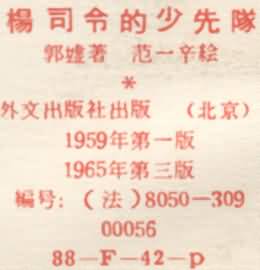 楊司令的少先隊
郭墟著 范一辛絵
*
外文出版社出版 （北京）
1959年第一版
1965年第三版
編号：（法）8050—309
00056
88—F—42—p